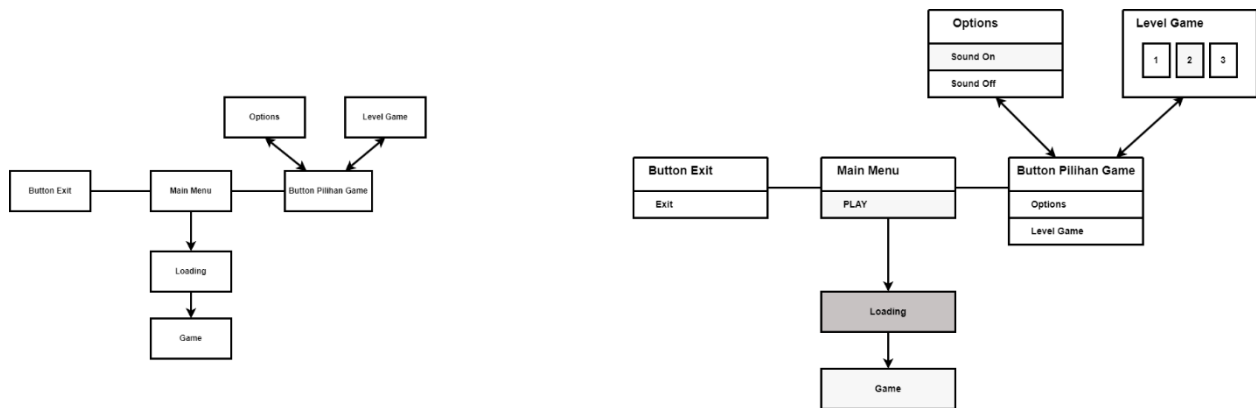 Options
Level Game
Button Exit
Main Menu
Button Pilihan Game
Loading
Game
Options
Sound On
Sound Off
Level Game
1
2
3
Button Exit
Exit
Main Menu
PLAY
Button Pilihan Game
Options
Level Game
Loading
Game